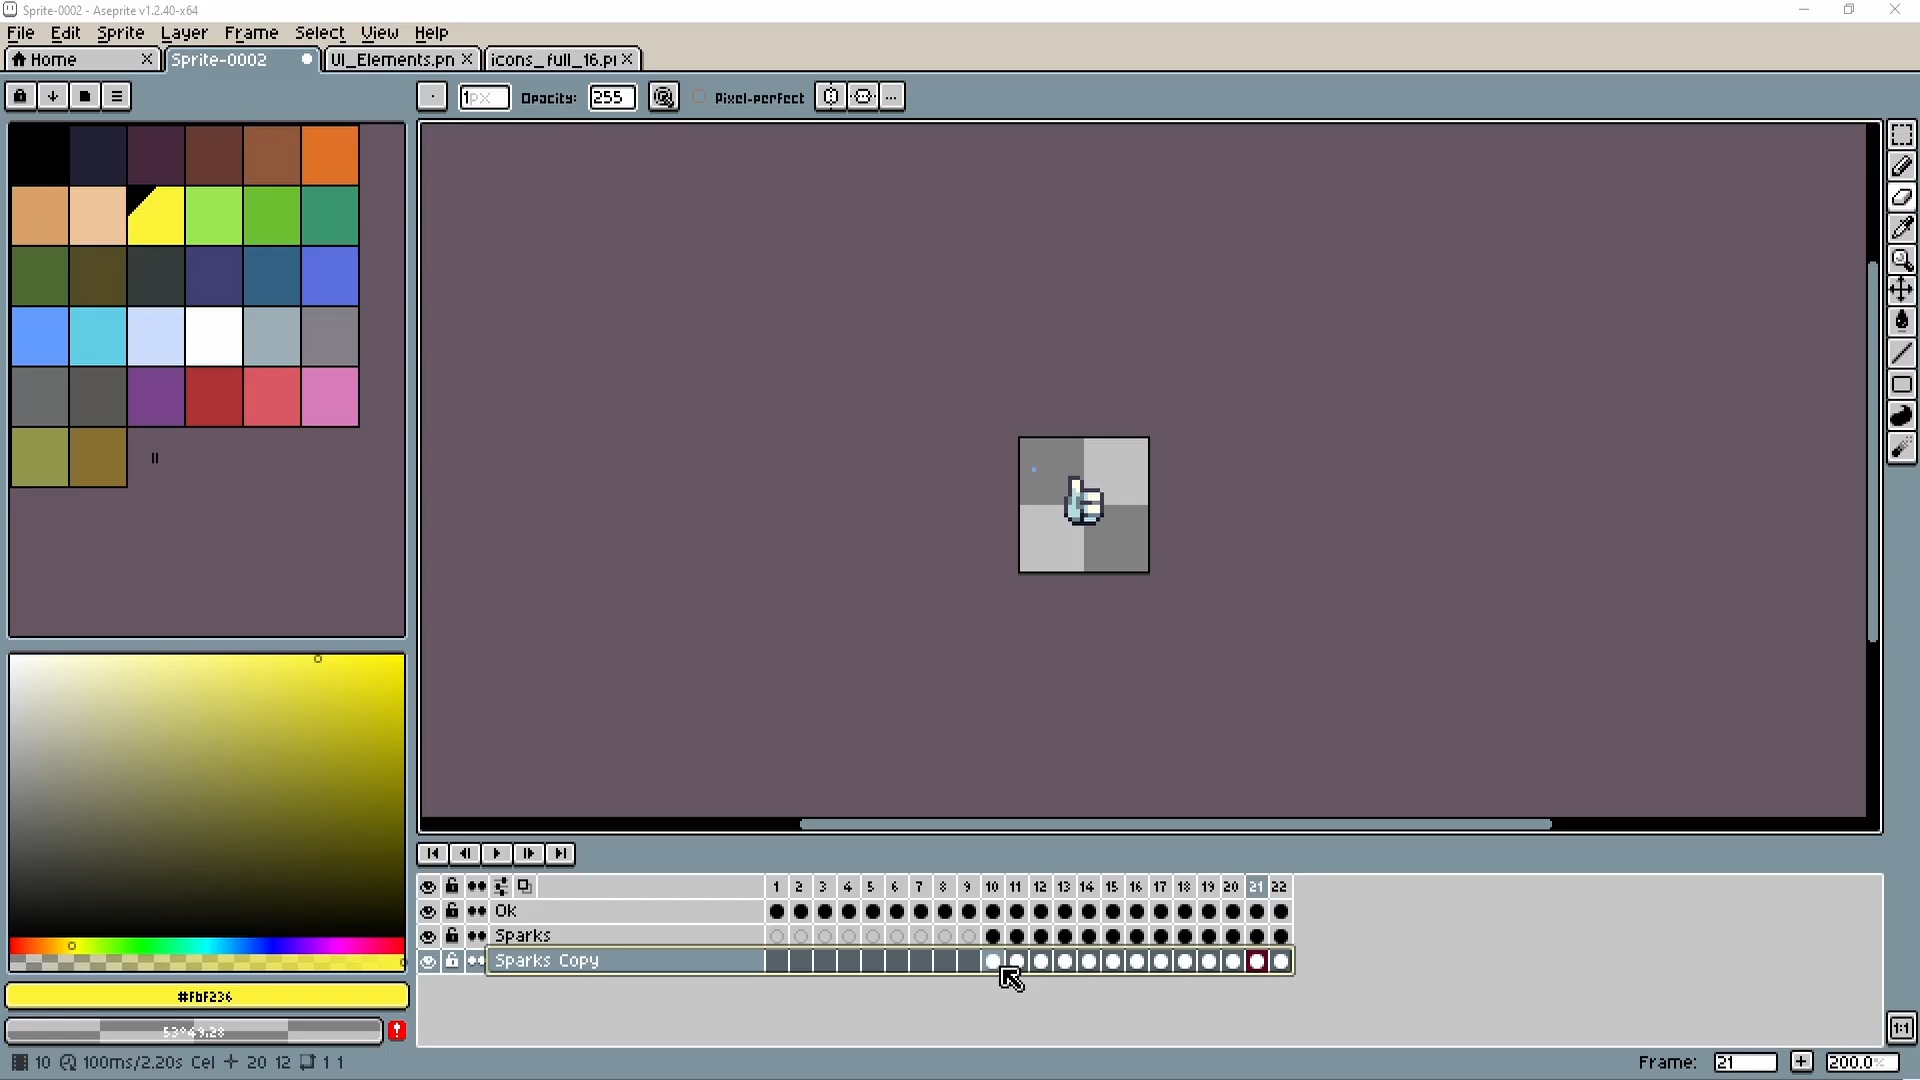 Sprite-0002 - Aseprite v1.2.40-x64
File Edit Sprite Layer Frame Select View Help
Home Sprite-0002 UI_Elements.pn icons_full_16.pi
1px Opacity: 255 Pixel-perfect
1 2 3 4 5 6 7 8 9 10 11 12 13 14 15 16 17 18 19 20 21 22
Ok
Sparks
Sparks Copy
#fbf236
1:1
10 100ms/2.20s Cel 20 12 1 1 Frame: 21 + 200.0%